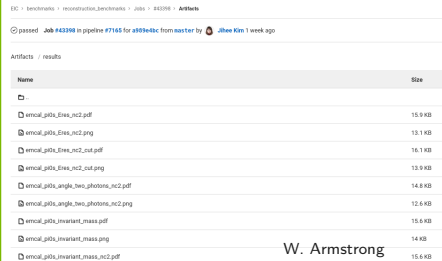 EIC > benchmarks > reconstruction_benchmarks > Jobs > #43398 > Artifacts
passed Job #43398 in pipeline #7165 for a989e4bc from master by Jihee Kim 1 week ago
Artifacts / results
Name Size
..
emcal_pi0s_Eres_nc2.pdf 15.9 KB
emcal_pi0s_Eres_nc2.png 13.1 KB
emcal_pi0s_Eres_nc2_cut.pdf 16.1 KB
emcal_pi0s_Eres_nc2_cut.png 13.9 KB
emcal_pi0s_angle_two_photons_nc2.pdf 14.8 KB
emcal_pi0s_angle_two_photons_nc2.png 12.6 KB
emcal_pi0s_invariant_mass.pdf 15.6 KB
emcal_pi0s_invariant_mass.png 14 KB
emcal_pi0s_invariant_mass_nc2.pdf 15.6 KB
W. Armstrong